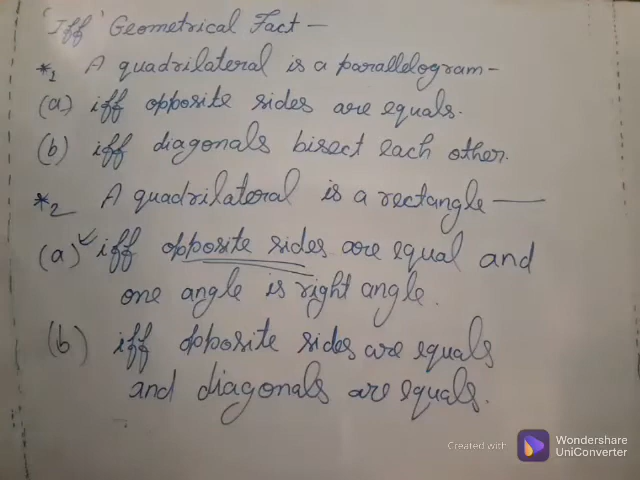 'Iff' Geometrical Fact –
*1 A quadrilateral is a parallelogram –
(a) iff opposite sides are equals.
(b) iff diagonals bisect each other.
*2 A quadrilateral is a rectangle —
(a) iff opposite sides are equal and
one angle is right angle.
(b) iff opposite sides are equals
and diagonals are equals.
Created with Wondershare
UniConverter